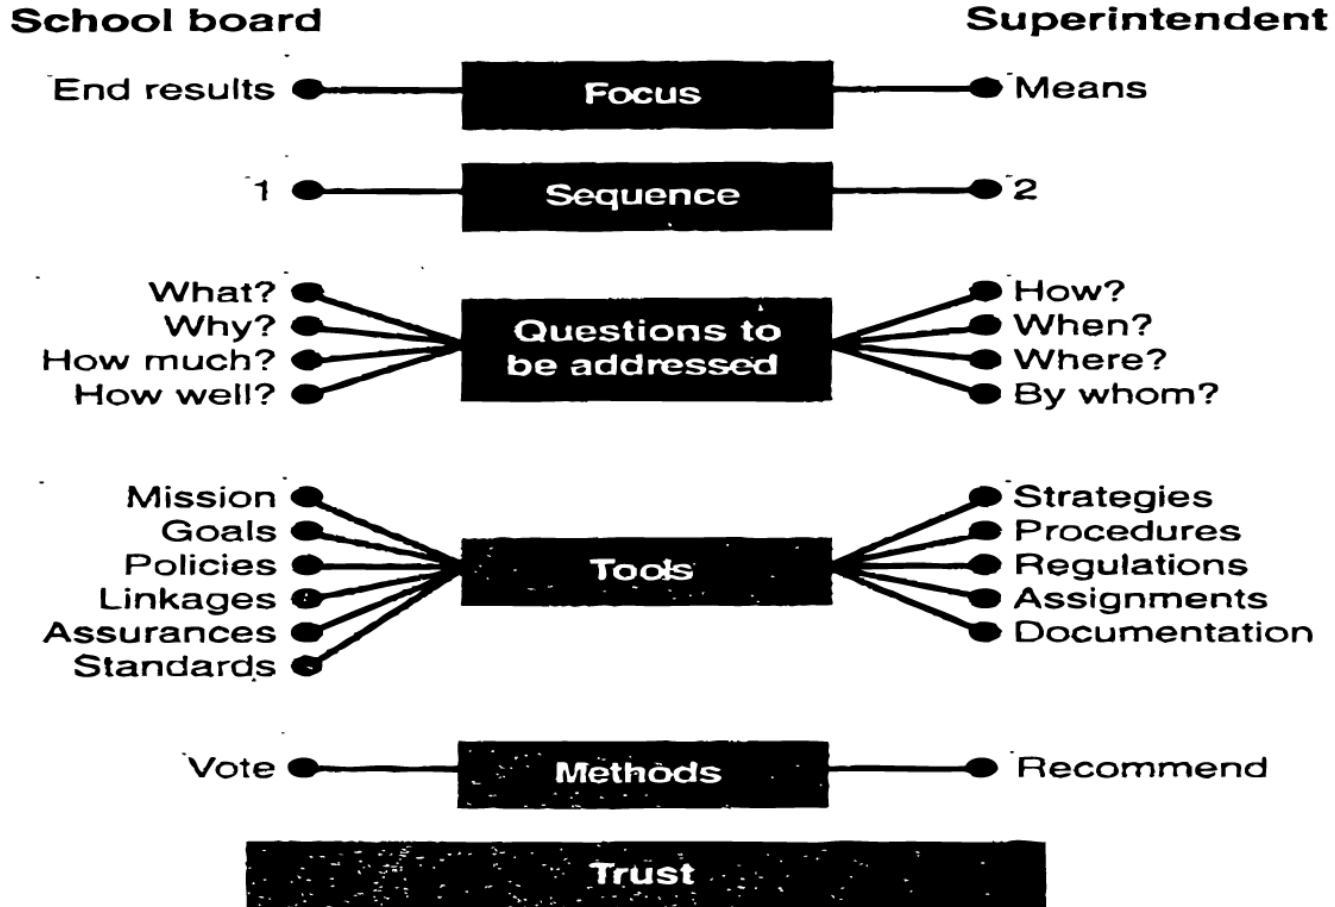 School board Superintendent
End results Focus Means
1 Sequence 2
What? How?
Why? Questions to When?
How much? be addressed Where?
How well? By whom?
Mission Strategies
Goals Procedures
Policies Tools Regulations
Linkages Assignments
Assurances Documentation
Standards
Vote Methods Recommend
Trust